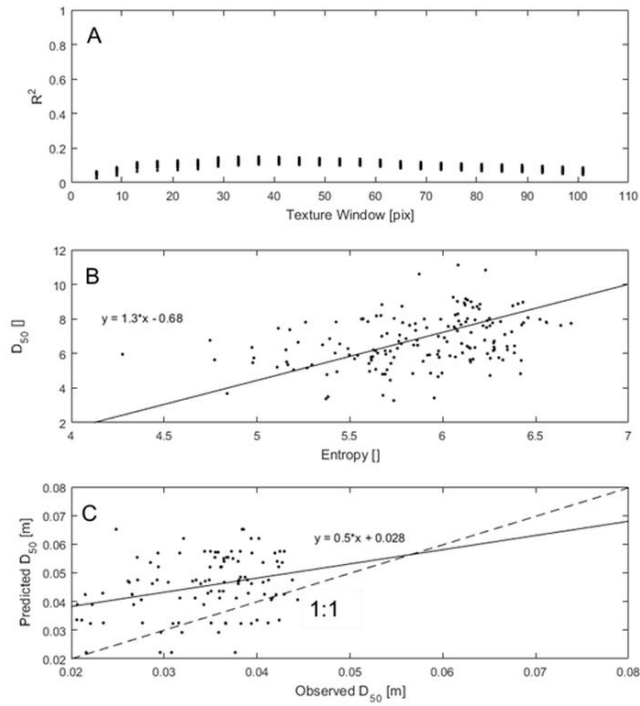 A
R2
1
0.8
0.6
0.4
0.2
0
0 10 20 30 40 50 60 70 80 90 100 110
Texture Window [pix]
B
D50 []
12
10
8
6
4
2
y = 1.3*x - 0.68
4 4.5 5 5.5 6 6.5 7
Entropy []
C
Predicted D50 [m]
0.08
0.07
0.06
0.05
0.04
0.03
0.02
y = 0.5*x + 0.028
1:1
0.02 0.03 0.04 0.05 0.06 0.07 0.08
Observed D50 [m]